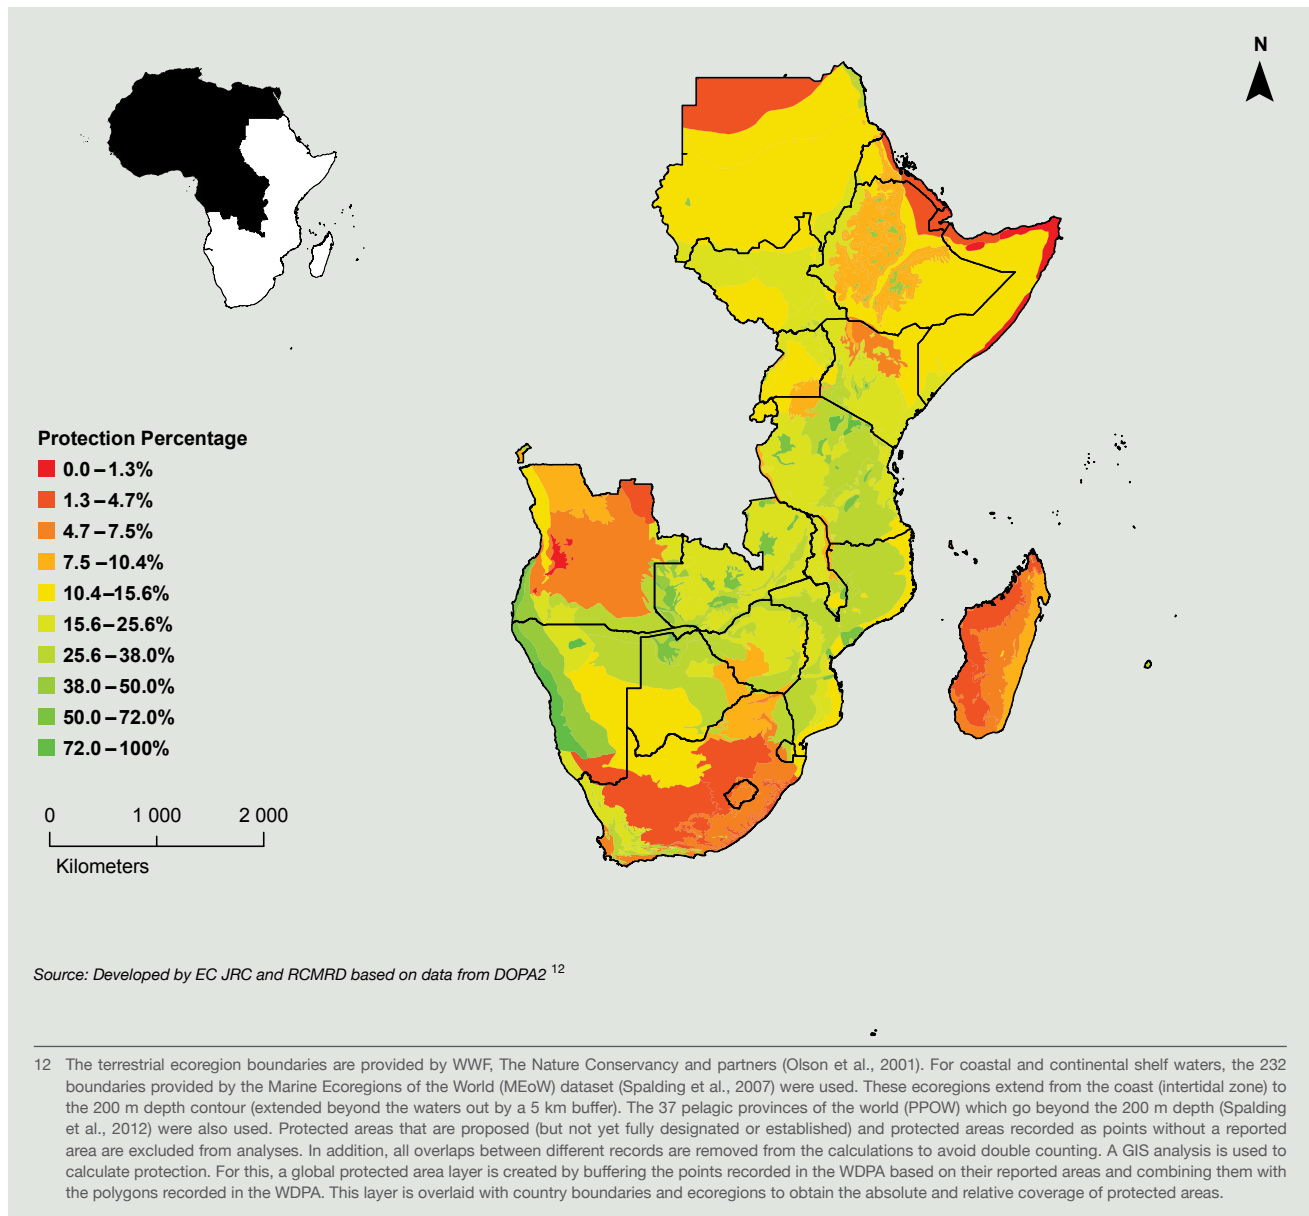 N
Protection Percentage
0.0 – 1.3%
1.3 – 4.7%
4.7 – 7.5%
7.5 – 10.4%
10.4 – 15.6%
15.6 – 25.6%
25.6 – 38.0%
38.0 – 50.0%
50.0 – 72.0%
72.0 – 100%
0 1 000 2 000
Kilometers
Source: Developed by EC JRC and RCMRD based on data from DOPA2 12
12 The terrestrial ecoregion boundaries are provided by WWF, The Nature Conservancy and partners (Olson et al., 2001). For coastal and continental shelf waters, the 232
boundaries provided by the Marine Ecoregions of the World (MEoW) dataset (Spalding et al., 2007) were used. These ecoregions extend from the coast (intertidal zone) to
the 200 m depth contour (extended beyond the waters out by a 5 km buffer). The 37 pelagic provinces of the world (PPOW) which go beyond the 200 m depth (Spalding
et al., 2012) were also used. Protected areas that are proposed (but not yet fully designated or established) and protected areas recorded as points without a reported
area are excluded from analyses. In addition, all overlaps between different records are removed from the calculations to avoid double counting. A GIS analysis is used to
calculate protection. For this, a global protected area layer is created by buffering the points recorded in the WDPA based on their reported areas and combining them with
the polygons recorded in the WDPA. This layer is overlaid with country boundaries and ecoregions to obtain the absolute and relative coverage of protected areas.